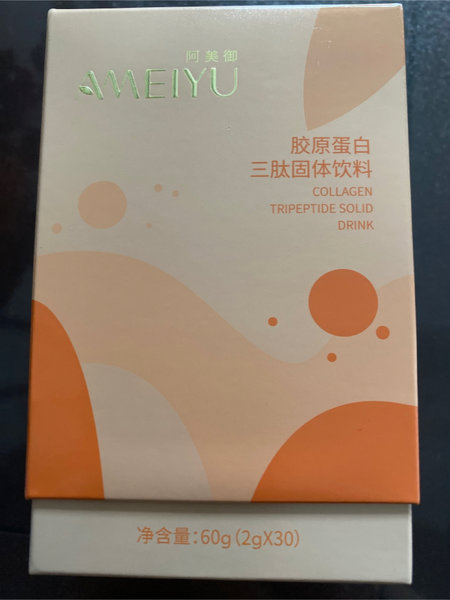 阿美御
AMEIYU
胶原蛋白
三肽固体饮料
COLLAGEN
TRIPEPTIDE SOLID
DRINK
净含量:60g(2gX30)